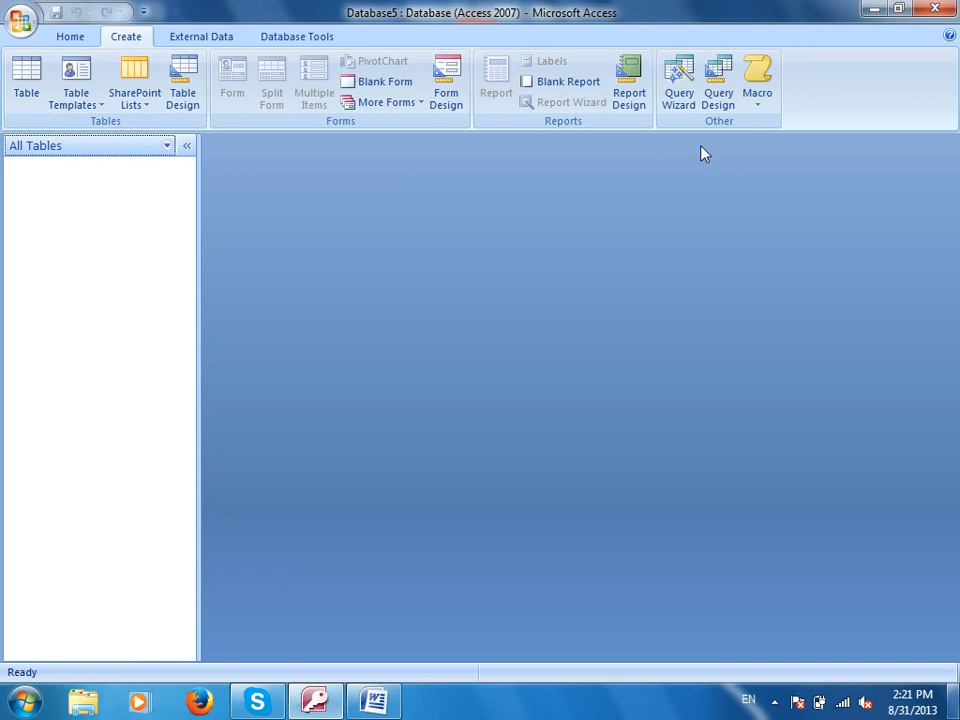 Database5 : Database (Access 2007) - Microsoft Access
Home Create External Data Database Tools
Table
Table Templates
SharePoint Lists
Table Design
Tables
Form
Split Form
Multiple Items
PivotChart
Blank Form
More Forms
Form Design
Forms
Report
Labels
Blank Report
Report Wizard
Report Design
Reports
Query Wizard
Query Design
Macro
Other
All Tables
Ready
EN
2:21 PM
8/31/2013